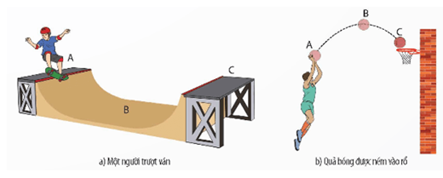 A
B
C
a) Một người trượt ván
A
B
C
b) Quả bóng được ném vào rổ